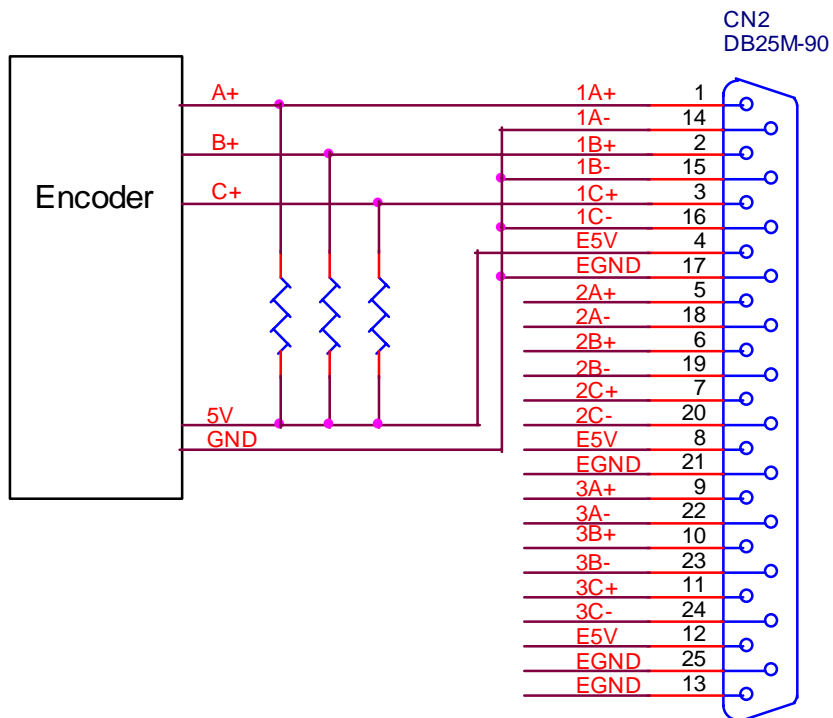 CN2
DB25M-90
Encoder
A+
B+
C+
5V
GND
1A+ 1
1A- 14
1B+ 2
1B- 15
1C+ 3
1C- 16
E5V 4
EGND 17
2A+ 5
2A- 18
2B+ 6
2B- 19
2C+ 7
2C- 20
E5V 8
EGND 21
3A+ 9
3A- 22
3B+ 10
3B- 23
3C+ 11
3C- 24
E5V 12
EGND 25
EGND 13